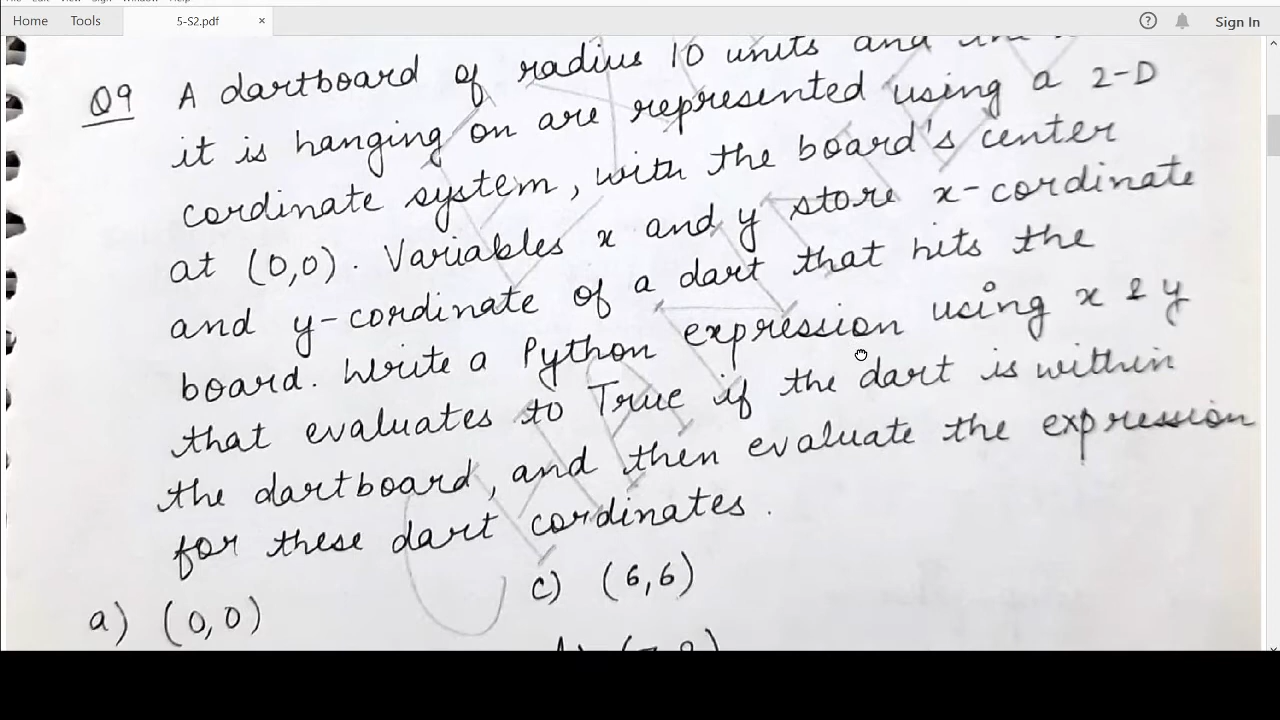 Home Tools 5-S2.pdf × Sign In
Q9 A dartboard of radius 10 units and the
it is hanging on are represented using a 2-D
cordinate system, with the board's center
at (0,0). Variables x and y store x-cordinate
and y-cordinate of a dart that hits the
board. Write a Python expression using x & y
that evaluates to True if the dart is within
the dartboard, and then evaluate the expression
for these dart cordinates.
a) (0,0) c) (6,6)